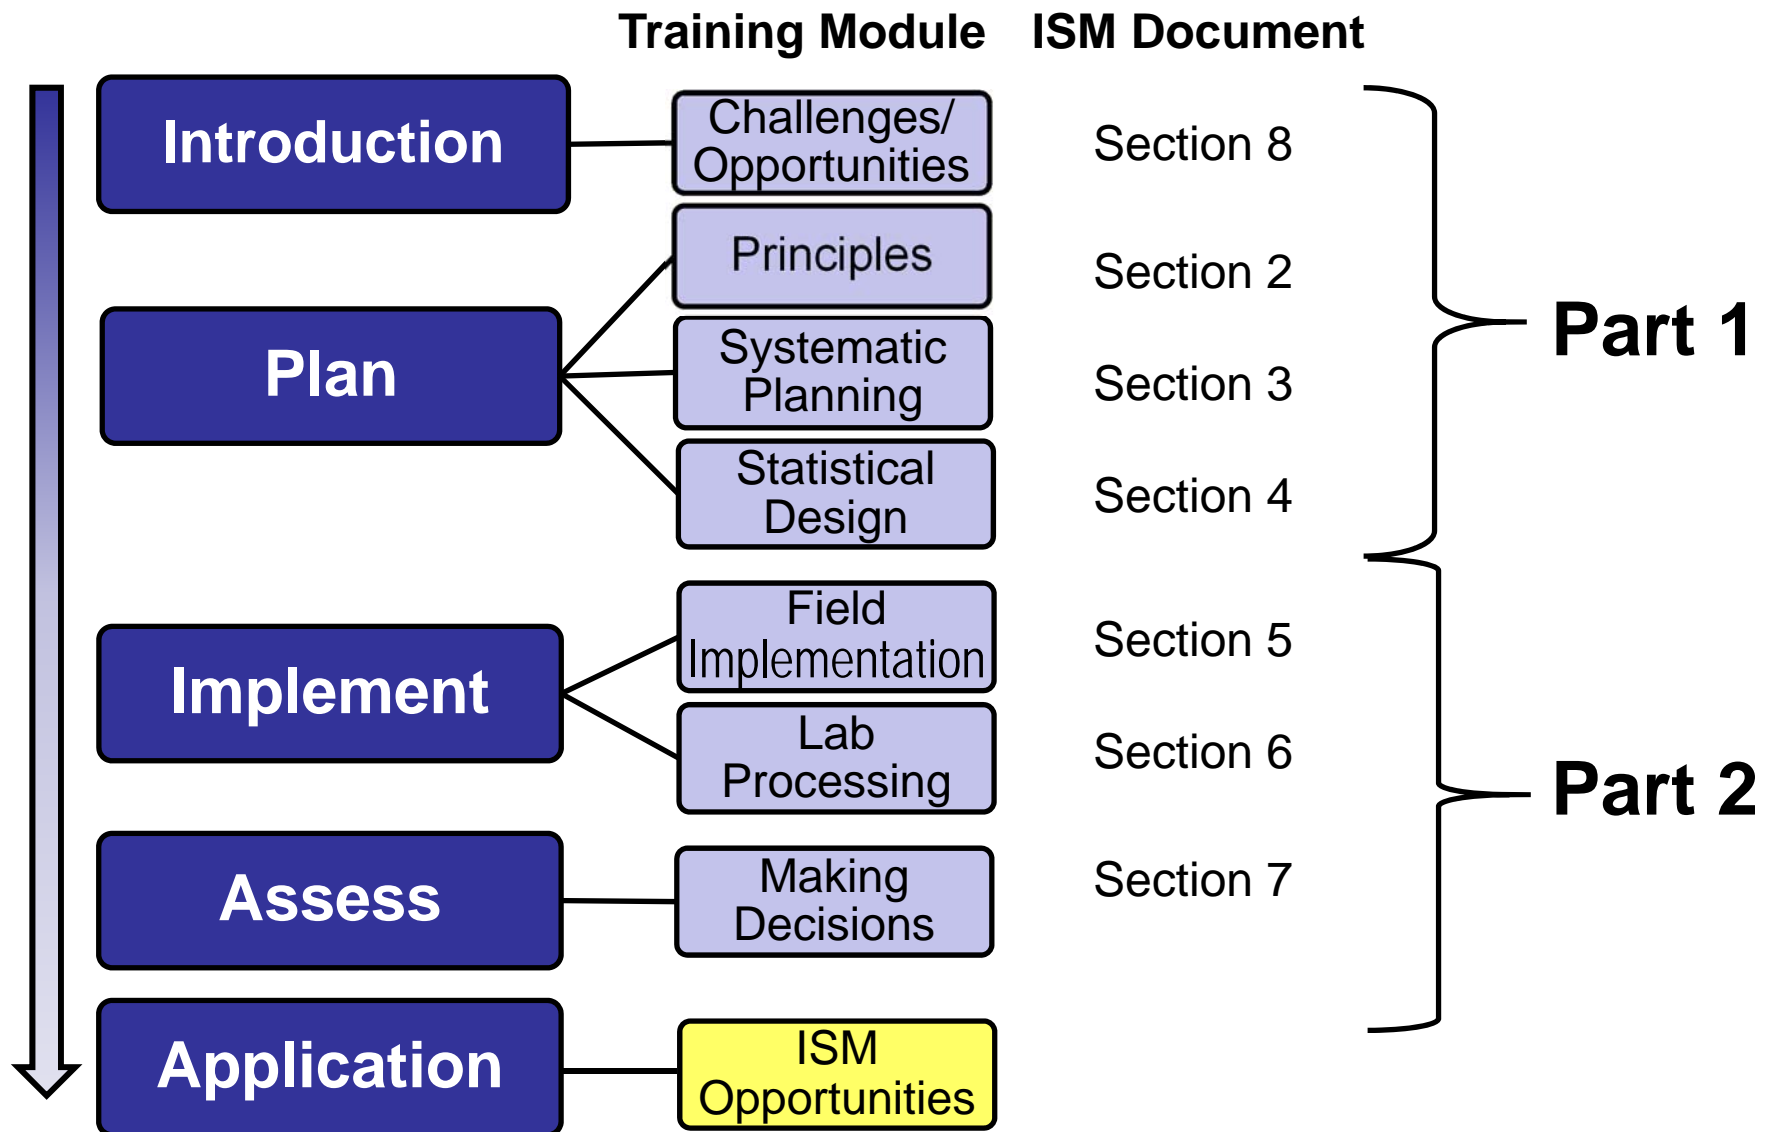 Training Module ISM Document
Introduction
Challenges/
Opportunities
Section 8
Principles
Section 2
Plan
Systematic
Planning
Section 3
Statistical
Design
Section 4
Part 1
Implement
Field
Implementation
Section 5
Lab
Processing
Section 6
Part 2
Assess
Making
Decisions
Section 7
Application
ISM
Opportunities